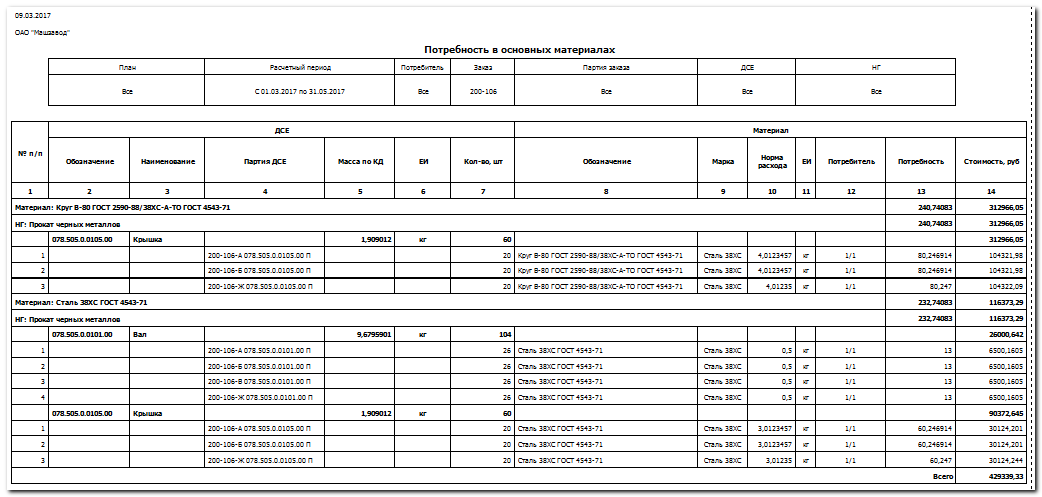 09.03.2017
ОАО "Машзавод"
Потребность в основных материалах
План Расчетный период Потребитель Заказ Партия заказа ДСЕ НГ
Все С 01.03.2017 по 31.05.2017 Все 200-106 Все Все Все
№ п/п ДСЕ Материал
Обозначение Наименование Партия ДСЕ Масса по КД ЕИ Кол-во, шт Обозначение Марка Норма расхода ЕИ Потребитель Потребность Стоимость, руб
1 2 3 4 5 6 7 8 9 10 11 12 13 14
Материал: Круг В-80 ГОСТ 2590-88/38ХС-А-ТО ГОСТ 4543-71 240,74083 312966,05
НГ: Прокат черных металлов 240,74083 312966,05
078.505.0.0105.00 Крышка 1,909012 кг 60 312966,05
1 200-106-А 078.505.0.0105.00 П 20 Круг В-80 ГОСТ 2590-88/38ХС-А-ТО ГОСТ 4543-71 Сталь 38ХС 4,0123457 кг 1/1 80,246914 104321,98
2 200-106-Б 078.505.0.0105.00 П 20 Круг В-80 ГОСТ 2590-88/38ХС-А-ТО ГОСТ 4543-71 Сталь 38ХС 4,0123457 кг 1/1 80,246914 104321,98
3 200-106-Ж 078.505.0.0105.00 П 20 Круг В-80 ГОСТ 2590-88/38ХС-А-ТО ГОСТ 4543-71 Сталь 38ХС 4,01235 кг 1/1 80,247 104322,09
Материал: Сталь 38ХС ГОСТ 4543-71 232,74083 116373,29
НГ: Прокат черных металлов 232,74083 116373,29
078.505.0.0101.00 Вал 9,6795901 кг 104 26000,642
1 200-106-А 078.505.0.0101.00 П 26 Сталь 38ХС ГОСТ 4543-71 Сталь 38ХС 0,5 кг 1/1 13 6500,1605
2 200-106-Б 078.505.0.0101.00 П 26 Сталь 38ХС ГОСТ 4543-71 Сталь 38ХС 0,5 кг 1/1 13 6500,1605
3 200-106-В 078.505.0.0101.00 П 26 Сталь 38ХС ГОСТ 4543-71 Сталь 38ХС 0,5 кг 1/1 13 6500,1605
4 200-106-Ж 078.505.0.0101.00 П 26 Сталь 38ХС ГОСТ 4543-71 Сталь 38ХС 0,5 кг 1/1 13 6500,1605
078.505.0.0105.00 Крышка 1,909012 кг 60 90372,645
1 200-106-А 078.505.0.0105.00 П 20 Сталь 38ХС ГОСТ 4543-71 Сталь 38ХС 3,0123457 кг 1/1 60,246914 30124,201
2 200-106-Б 078.505.0.0105.00 П 20 Сталь 38ХС ГОСТ 4543-71 Сталь 38ХС 3,0123457 кг 1/1 60,246914 30124,201
3 200-106-Ж 078.505.0.0105.00 П 20 Сталь 38ХС ГОСТ 4543-71 Сталь 38ХС 3,01235 кг 1/1 60,247 30124,244
Всего 429339,33